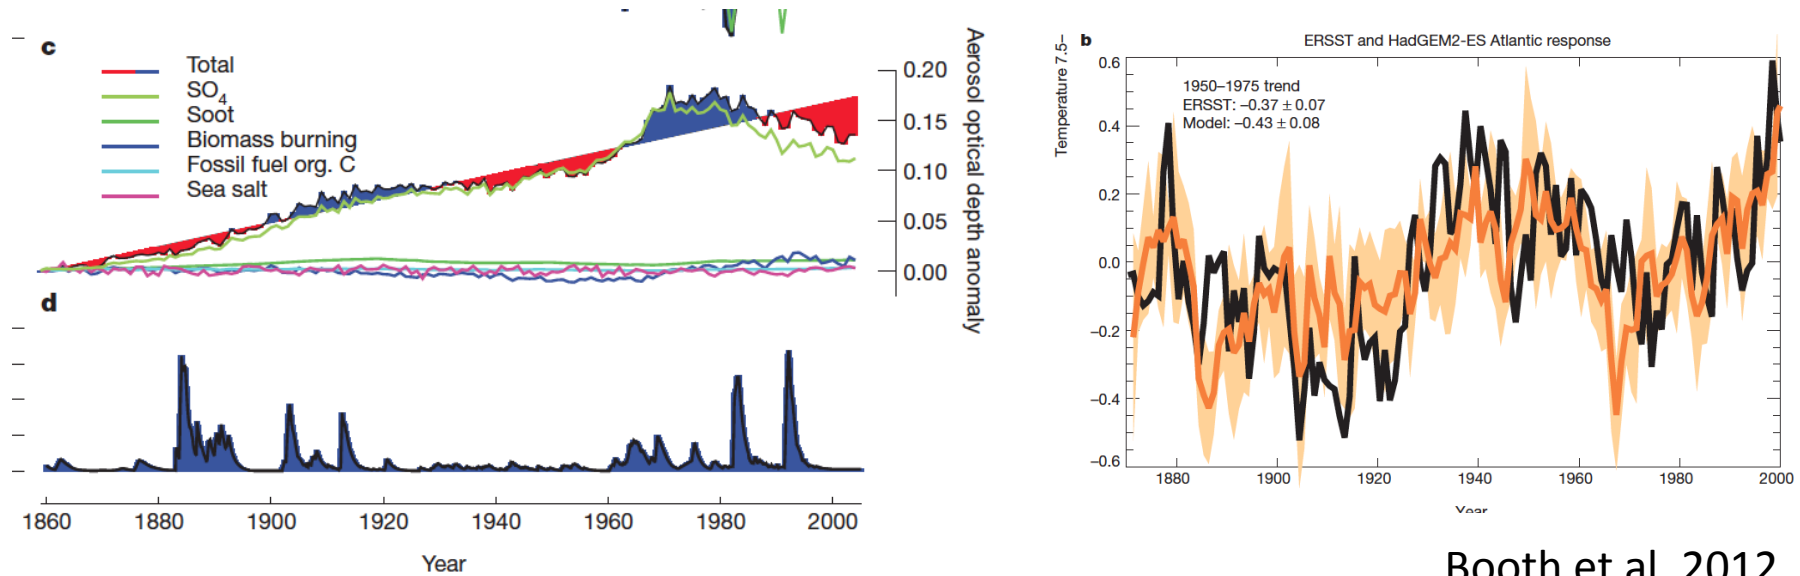 c
Total
SO4
Soot
Biomass burning
Fossil fuel org. C
Sea salt
0.20
0.15
0.10
0.05
0.00
Aerosol optical depth anomaly
d
1860 1880 1900 1920 1940 1960 1980 2000
Year
b
ERSST and HadGEM2-ES Atlantic response
Temperature 7.5–
1950–1975 trend
ERSST: –0.37 ± 0.07
Model: –0.43 ± 0.08
0.6
0.4
0.2
0.0
–0.2
–0.4
–0.6
1880 1900 1920 1940 1960 1980 2000
Year
Booth et al. 2012